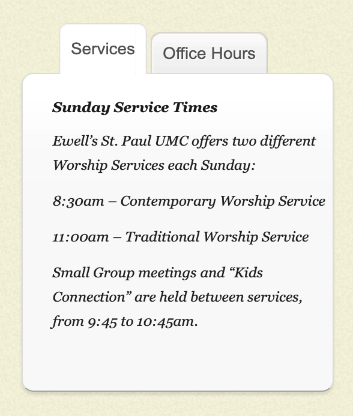 Services
Office Hours
Sunday Service Times
Ewell’s St. Paul UMC offers two different
Worship Services each Sunday:
8:30am – Contemporary Worship Service
11:00am – Traditional Worship Service
Small Group meetings and “Kids
Connection” are held between services,
from 9:45 to 10:45am.